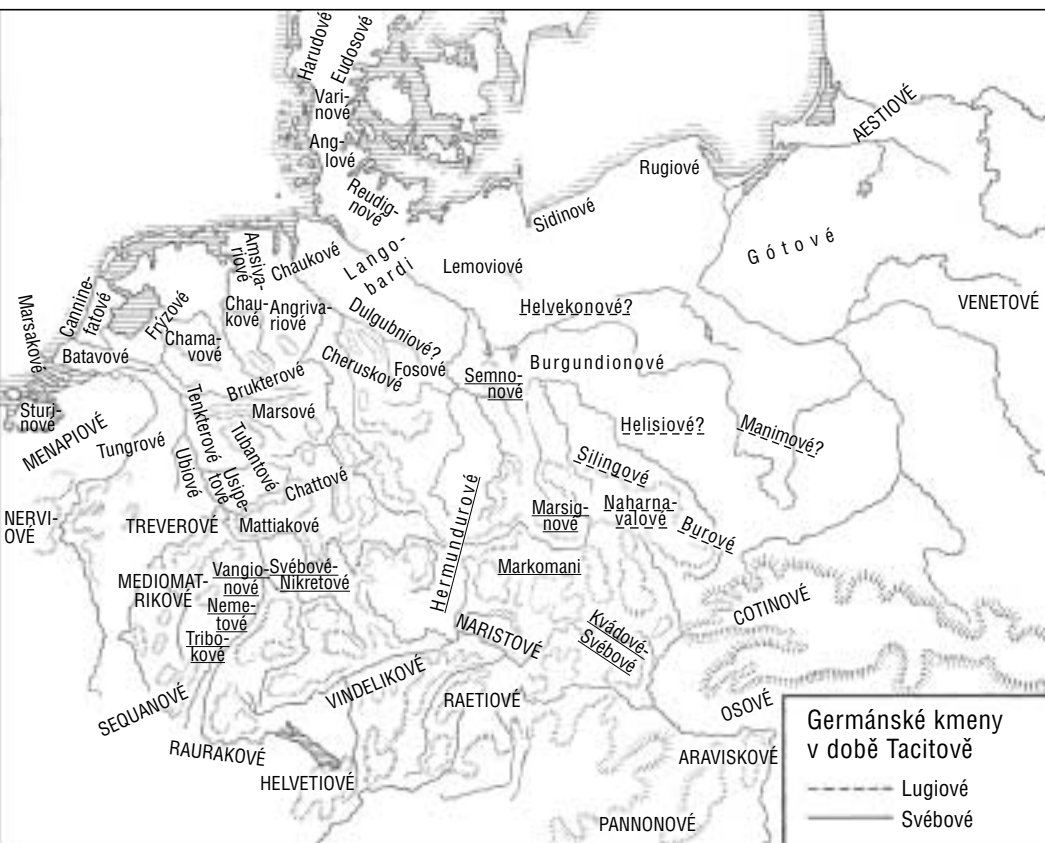 Harudové
Eudosové
Vari-
nové
Ang-
lové
Reudig-
nové
AESTIOVÉ
Rugiové
Sidinové
Gótové
Amsiva-
riové
Chaukové
Lango-
bardi
Lemoviové
VENETOVÉ
Marsakové
Cannine-
fatové
Frýzové
Chau-
kové
Angriva-
riové
Dulgubniové?
Helvekonové?
Batavové
Chama-
vové
Cheruskové
Fosové
Semno-
nové
Burgundionové
Brukterové
Marsové
Sturi-
nové
MENAPIOVÉ
Tungrové
Ubiové
Tenkterové
Usipe-
tové
Tubantové
Chattové
Helisiové?
Manimové?
Silingové
NERVI-
OVÉ
TREVEROVÉ
Mattiakové
Hermundurové
Marsig-
nové
Naharna-
valové
Burové
MEDIOMAT-
RIKOVÉ
Vangio-
nové
Svébové-
Nikretové
Markomani
Neme-
tové
Tribo-
kové
NARISTOVÉ
Kvádové-
Svébové
COTINOVÉ
SEQUANOVÉ
VINDELIKOVÉ
RAETIOVÉ
OSOVÉ
RAURAKOVÉ
HELVETIOVÉ
ARAVISKOVÉ
PANNONOVÉ
Germánské kmeny
v době Tacitově
Lugiové
Svébové